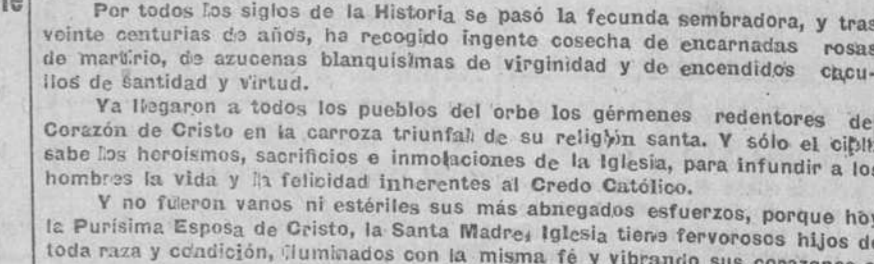 Por todos los siglos de la Historia se pasó la fecunda sembradora, y tras
veinte centurias de años, ha recogido ingente cosecha de encarnadas rosas
de martirio, de azucenas blanquísimas de virginidad y de encendidos
llos de santidad y virtud.
Ya llegaron a todos los pueblos del orbe los gérmenes redentores de
Corazón de Cristo en la carroza triunfal de su religión santa. Y sólo el
sabe los heroísmos, sacrificios e inmolaciones de la Iglesia, para infundir a los
hombres la vida y la felicidad inherentes al Credo Católico.
Y no fueron vanos ni estériles sus más abnegados esfuerzos, porque hoy
la Purísima Esposa de Cristo, la Santa Madre, Iglesia tiene fervorosos hijos de
toda raza y condición, iluminados con la misma fé y vibrando sus corazones